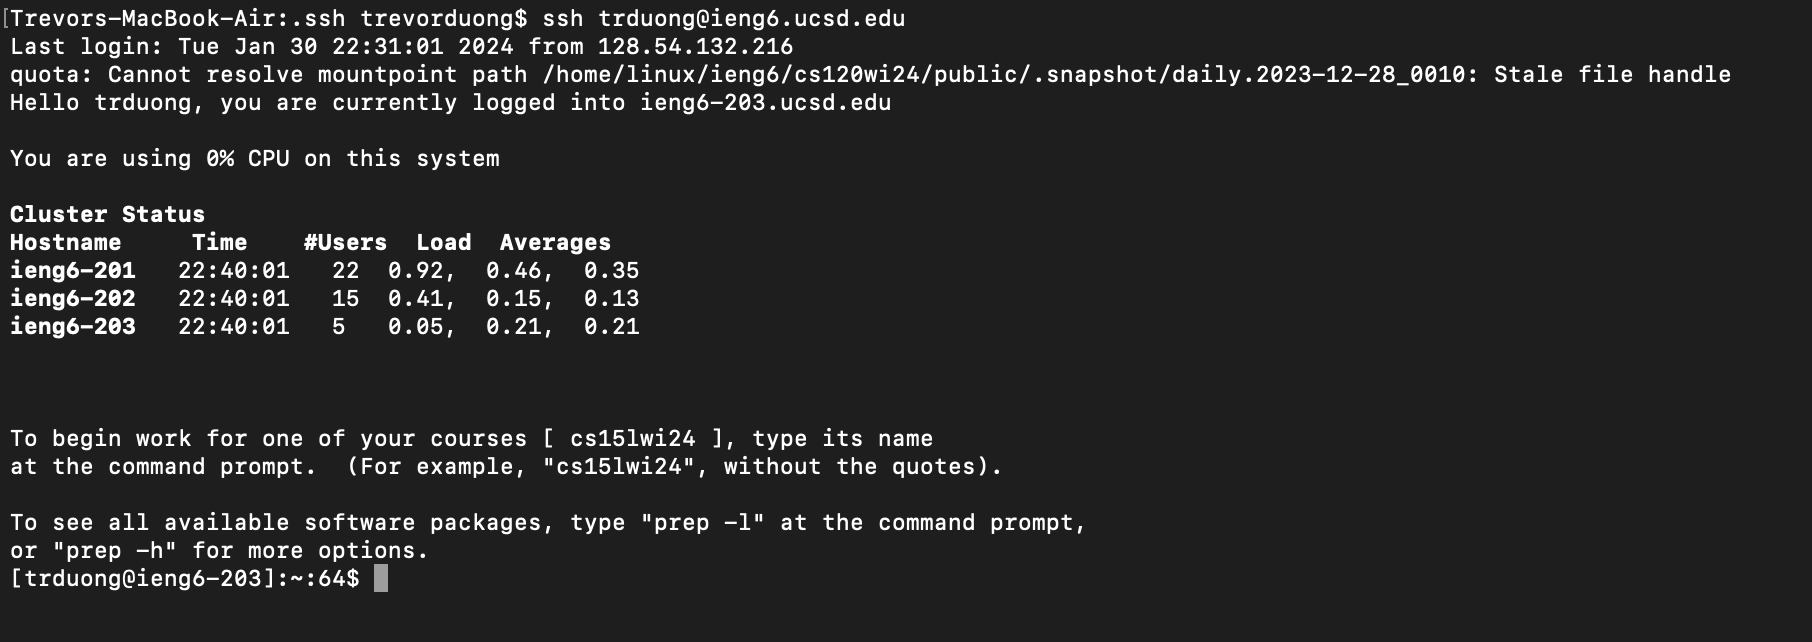 [Trevors-MacBook-Air:.ssh trevorduong$ ssh trduong@ieng6.ucsd.edu
Last login: Tue Jan 30 22:31:01 2024 from 128.54.132.216
quota: Cannot resolve mountpoint path /home/linux/ieng6/cs120wi24/public/.snapshot/daily.2023-12-28_0010: Stale file handle
Hello trduong, you are currently logged into ieng6-203.ucsd.edu
You are using 0% CPU on this system
Cluster Status
Hostname     Time    #Users  Load  Averages
ieng6-201   22:40:01   22  0.92,  0.46,  0.35
ieng6-202   22:40:01   15  0.41,  0.15,  0.13
ieng6-203   22:40:01   5   0.05,  0.21,  0.21
To begin work for one of your courses [ cs15lwi24 ], type its name
at the command prompt.  (For example, "cs15lwi24", without the quotes).
To see all available software packages, type "prep -l" at the command prompt,
or "prep -h" for more options.
[trduong@ieng6-203]:~:64$